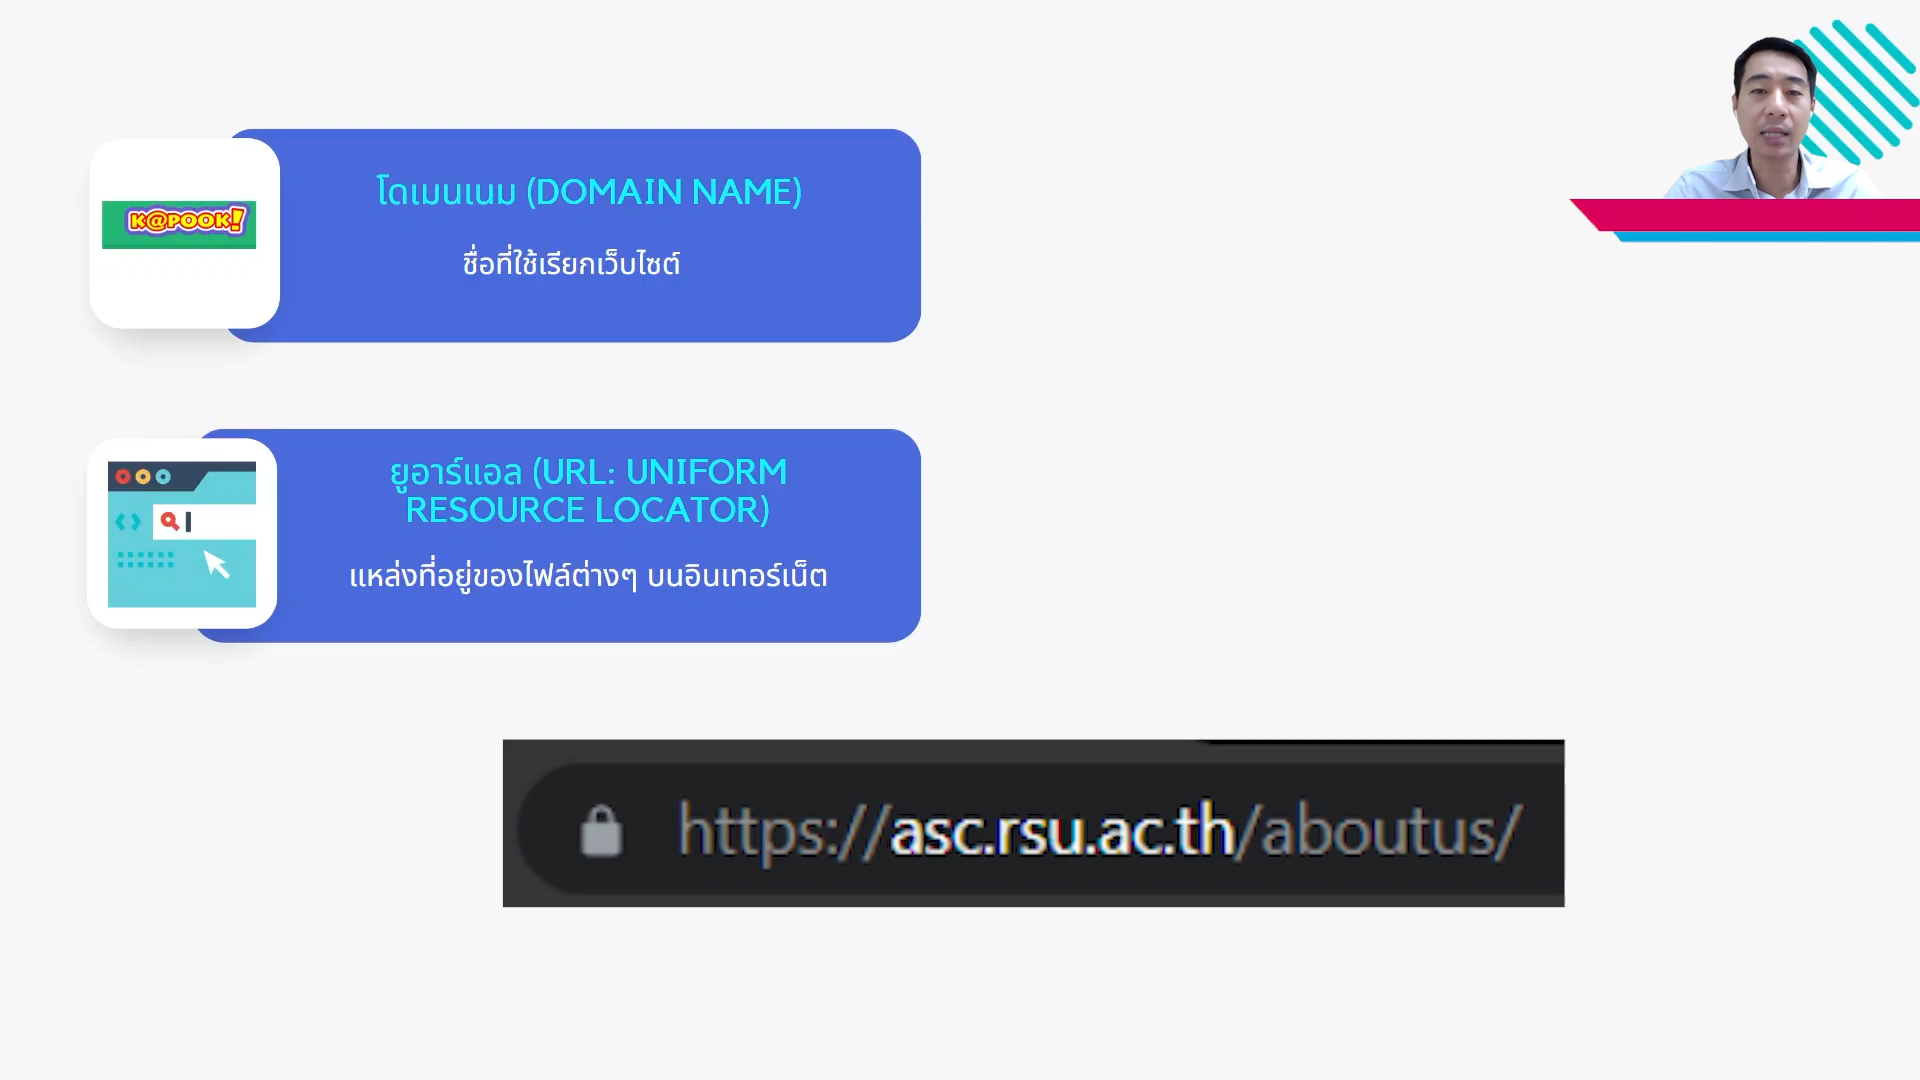 K@POOK!
โดเมนเนม (DOMAIN NAME)
ชื่อที่ใช้เรียกเว็บไซต์
ยูอาร์แอล (URL: UNIFORM
RESOURCE LOCATOR)
แหล่งที่อยู่ของไฟล์ต่างๆ บนอินเทอร์เน็ต
https://asc.rsu.ac.th/aboutus/